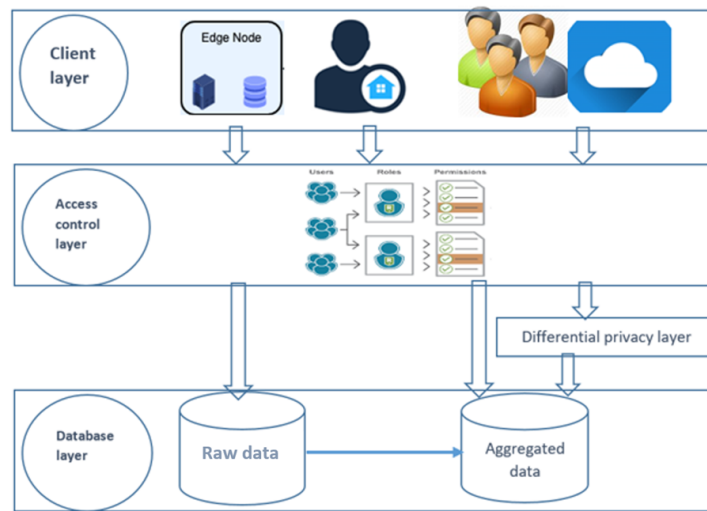 Client
layer
Edge Node
Users
Roles
Permissions
Access
control
layer
Differential privacy layer
Database
layer
Raw data
Aggregated
data